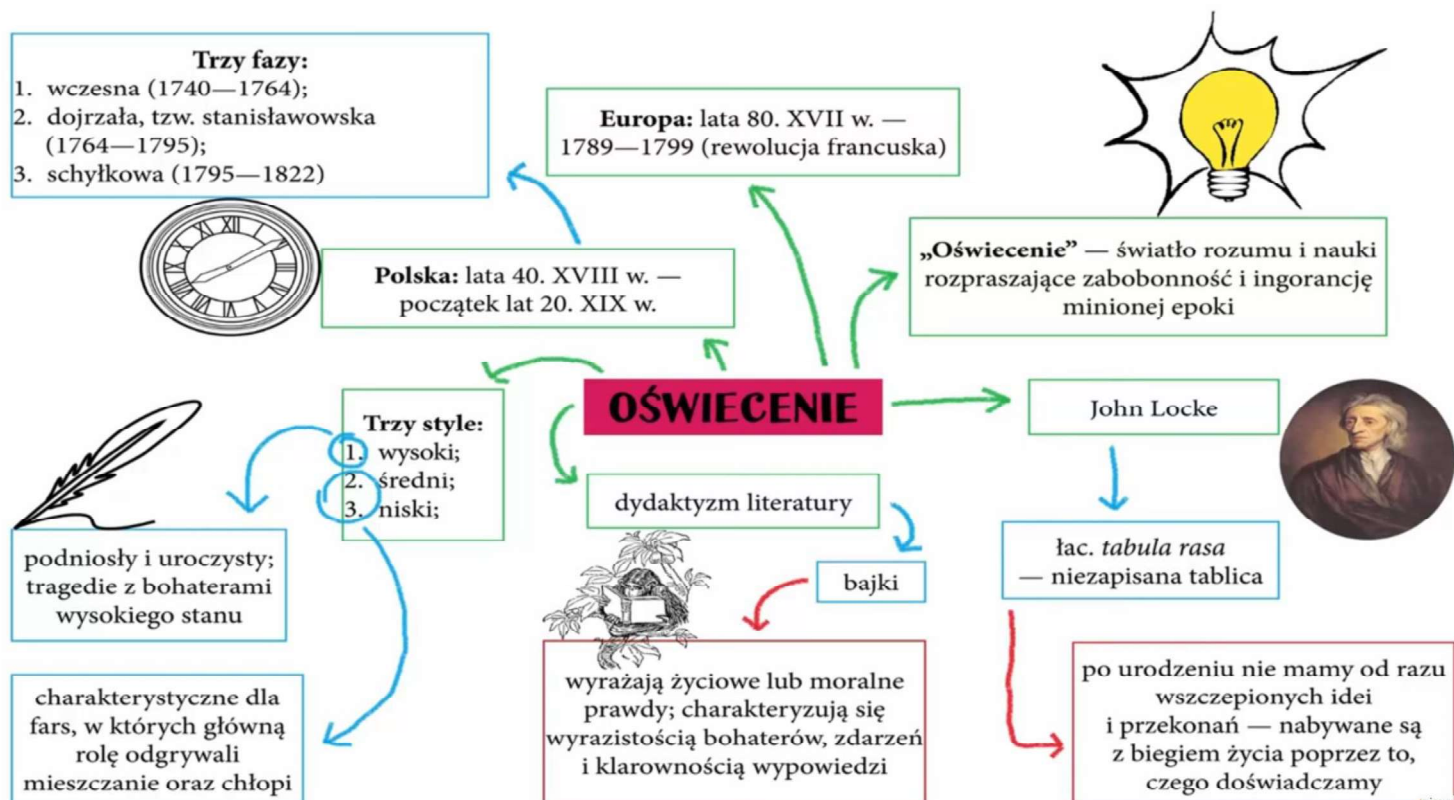 Trzy fazy:
1. wczesna (1740—1764);
2. dojrzała, tzw. stanisławowska
(1764—1795);
3. schyłkowa (1795—1822)
Europa: lata 80. XVII w. —
1789—1799 (rewolucja francuska)
„Oświecenie” — światło rozumu i nauki
rozpraszające zabobonność i ingorancję
minionej epoki
Polska: lata 40. XVIII w. —
początek lat 20. XIX w.
OŚWIECENIE
John Locke
Trzy style:
1. wysoki;
2. średni;
3. niski;
dydaktyzm literatury
łac. tabula rasa
— niezapisana tablica
bajki
podniosły i uroczysty;
tragedie z bohaterami
wysokiego stanu
charakterystyczne dla
fars, w których główną
rolę odgrywali
mieszczanie oraz chłopi
wyrażają życiowe lub moralne
prawdy; charakteryzują się
wyrazistością bohaterów, zdarzeń
i klarownością wypowiedzi
po urodzeniu nie mamy od razu
wszczepionych idei
i przekonań — nabywane są
z biegiem życia poprzez to,
czego doświadczamy